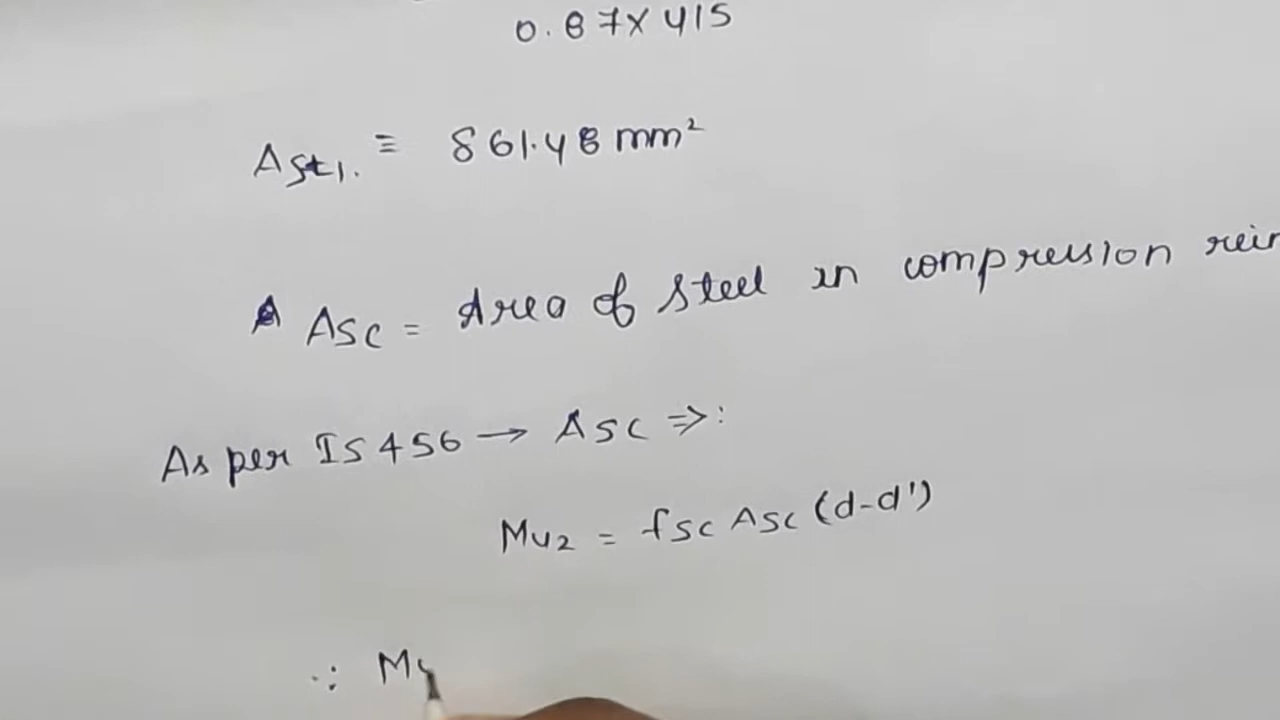 0.87X415
Ast1. = 861.48 mm²
Asc = Area of steel in compression
As per IS456 → Asc ⇒:
Mu2 = fsc Asc (d-d')
∵ Mu